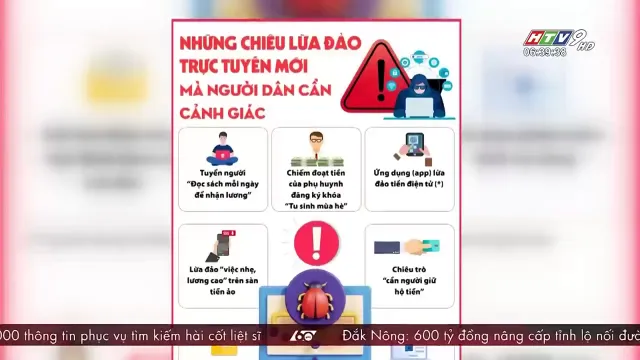 NHỮNG CHIÊU LỪA ĐẢO
TRỰC TUYẾN MỚI
MÀ NGƯỜI DÂN CẦN
CẢNH GIÁC
HTV9 HD
06:39:38
Tuyển người
"Đọc sách mỗi ngày
để nhận lương"
Chiếm đoạt tiền
của phụ huynh
đăng ký khóa
"Tu sinh mùa hè"
Ứng dụng (app) lừa
đảo tiền điện tử (*)
Lừa đảo "việc nhẹ,
lương cao" trên sàn
tiền ảo
Chiêu trò
"cần người giữ
hộ tiền"
000 thông tin phục vụ tìm kiếm hài cốt liệt sĩ
Đắk Nông: 600 tỷ đồng nâng cấp tỉnh lộ nối